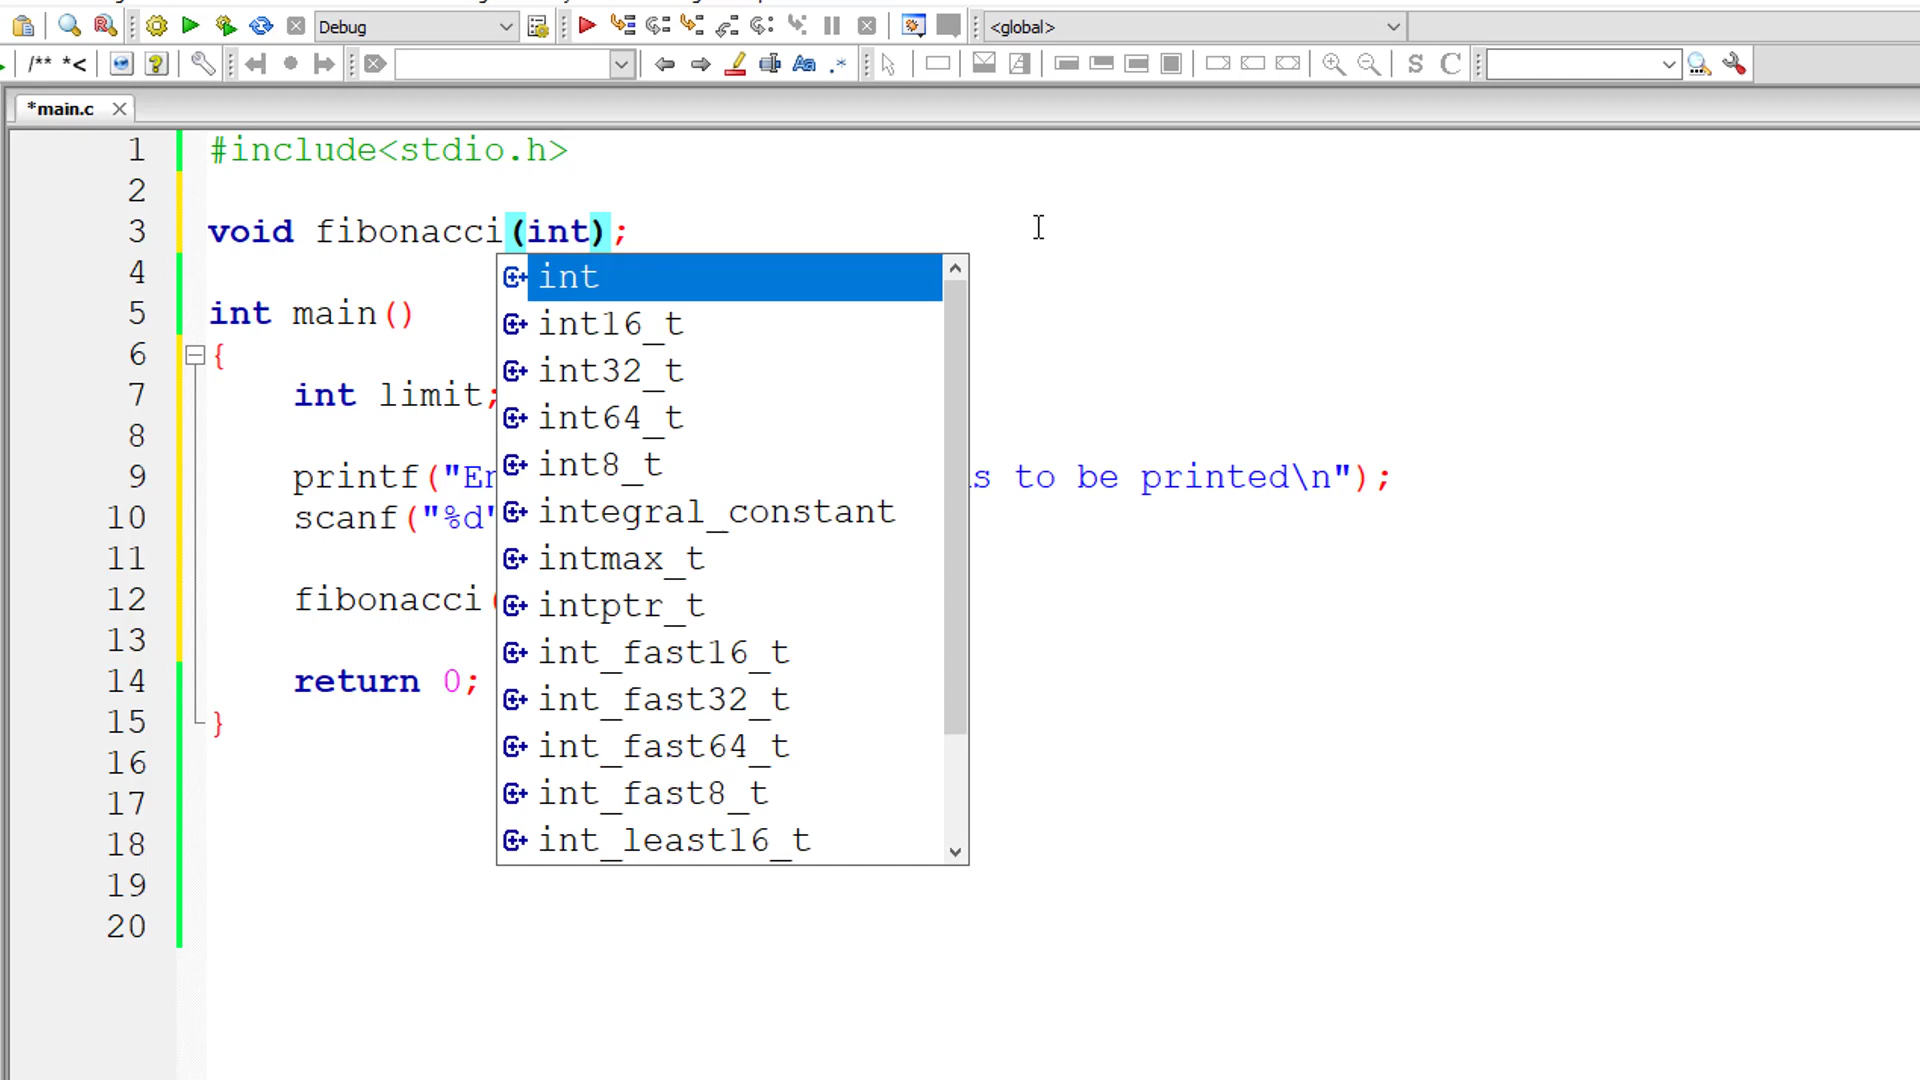 Debug
<global>
/** *<
S C
*main.c
1 #include<stdio.h>
2
3 void fibonacci(int);
4
5 int main()
6 {
7 int limit;
8
9 printf("En s to be printed\n");
10 scanf("%d"
11
12 fibonacci(
13
14 return 0;
15 }
16
17
18
19
20
int
int16_t
int32_t
int64_t
int8_t
integral_constant
intmax_t
intptr_t
int_fast16_t
int_fast32_t
int_fast64_t
int_fast8_t
int_least16_t